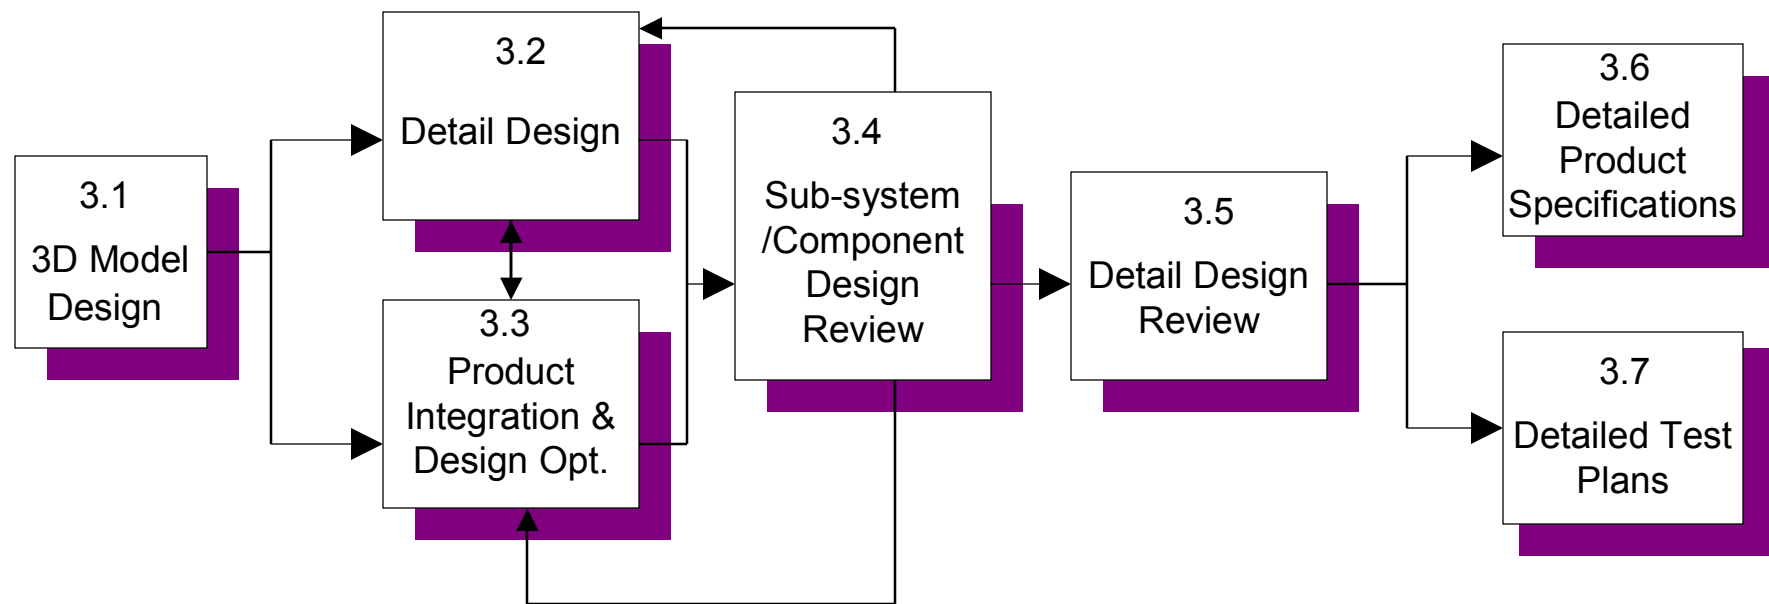 3.1
3D Model
Design
3.2
Detail Design
3.3
Product
Integration &
Design Opt.
3.4
Sub-system
/Component
Design
Review
3.5
Detail Design
Review
3.6
Detailed
Product
Specifications
3.7
Detailed Test
Plans